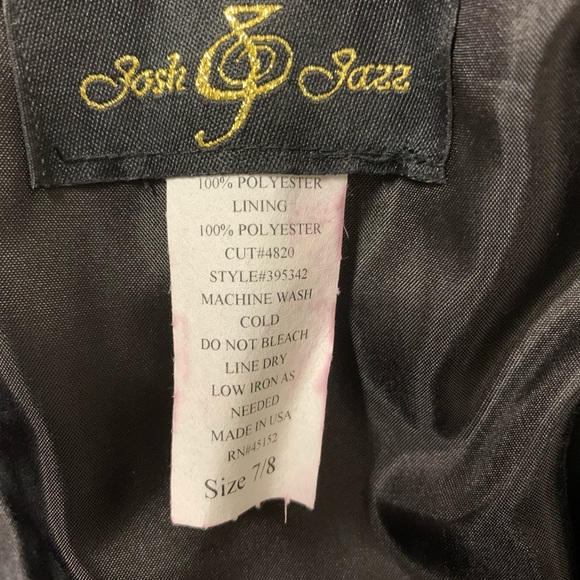 Josh & Jazz
100% POLYESTER
LINING
100% POLYESTER
CUT#4820
STYLE#395342
MACHINE WASH
COLD
DO NOT BLEACH
LINE DRY
LOW IRON AS
NEEDED
MADE IN USA
RN#45152
Size 7/8